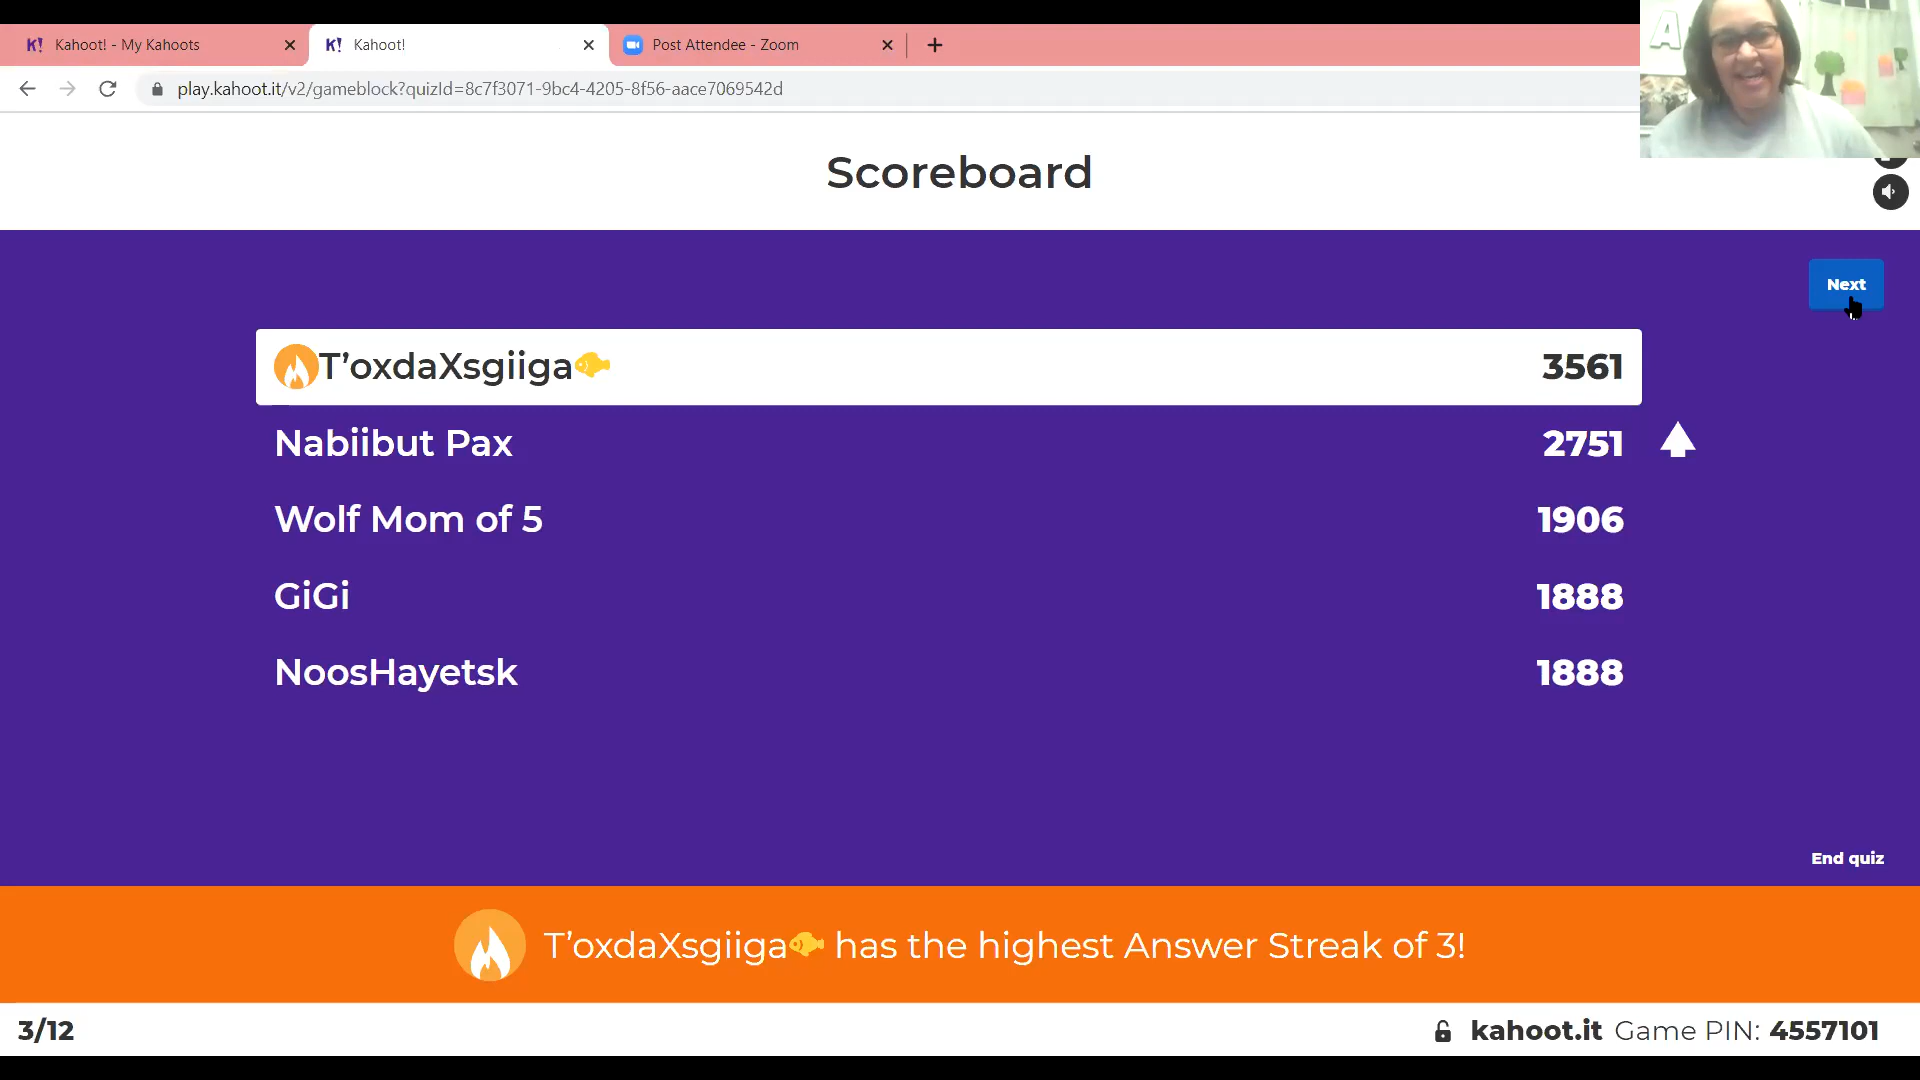 K! Kahoot! - My Kahoots
K! Kahoot!
Post Attendee - Zoom
play.kahoot.it/v2/gameblock?quizId=8c7f3071-9bc4-4205-8f56-aace7069542d
A
Scoreboard
Next
T’oxdaXsgiiga🐠 3561
Nabiibut Pax 2751
Wolf Mom of 5 1906
GiGi 1888
NoosHayetsk 1888
End quiz
T’oxdaXsgiiga🐠 has the highest Answer Streak of 3!
3/12
kahoot.it Game PIN: 4557101